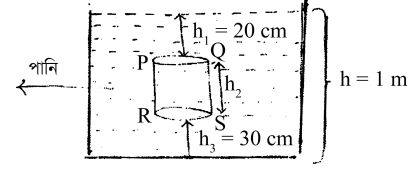 h₁ = 20 cm
P Q
পানি
h₂
h = 1 m
R S
h₃ = 30 cm